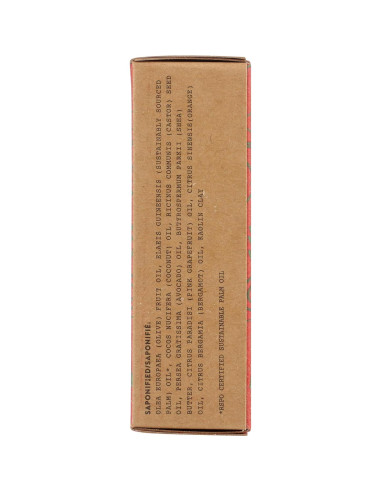 SAPONIFIED/SAPONIFIÉ:
OLEA EUROPAEA (OLIVE) FRUIT OIL, ELAEIS GUINEENSIS (SUSTAINABLY SOURCED
PALM) OIL*, COCOS NUCIFERA (COCONUT) OIL, RICINUS COMMUNIS (CASTOR) SEED
OIL, PERSEA GRATISSIMA (AVOCADO) OIL, BUTYROSPERMUM PARKII (SHEA)
BUTTER, CITRUS PARADISI (PINK GRAPEFRUIT) OIL, CITRUS SINENSIS(ORANGE)
OIL, CITRUS BERGAMIA (BERGAMOT) OIL, KAOLIN CLAY
*RSPO CERTIFIED SUSTAINABLE PALM OIL